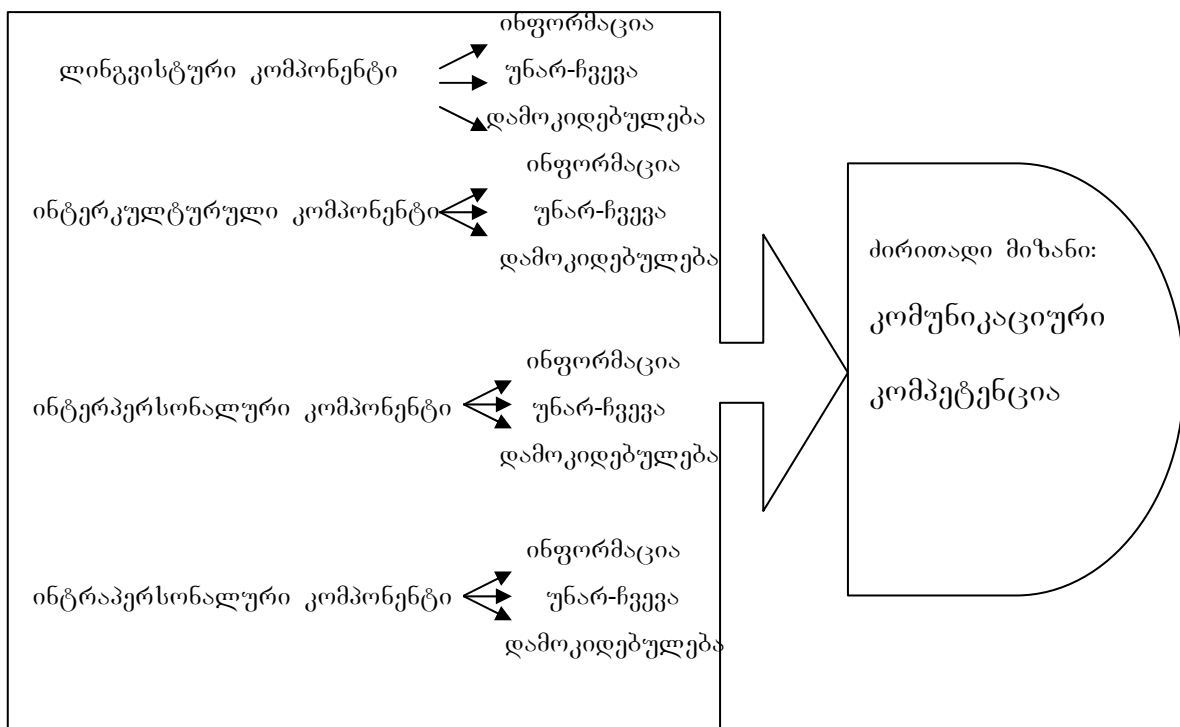 ინფორმაცია
ლინგვისტური კომპონენტი
უნარ-ჩვევა
დამოკიდებულება
ინფორმაცია
ინტერკულტურული კომპონენტი
უნარ-ჩვევა
დამოკიდებულება
ინფორმაცია
ინტერპერსონალური კომპონენტი
უნარ-ჩვევა
დამოკიდებულება
ინფორმაცია
ინტრაპერსონალური კომპონენტი
უნარ-ჩვევა
დამოკიდებულება
ძირითადი მიზანი:
კომუნიკაციური
კომპეტენცია